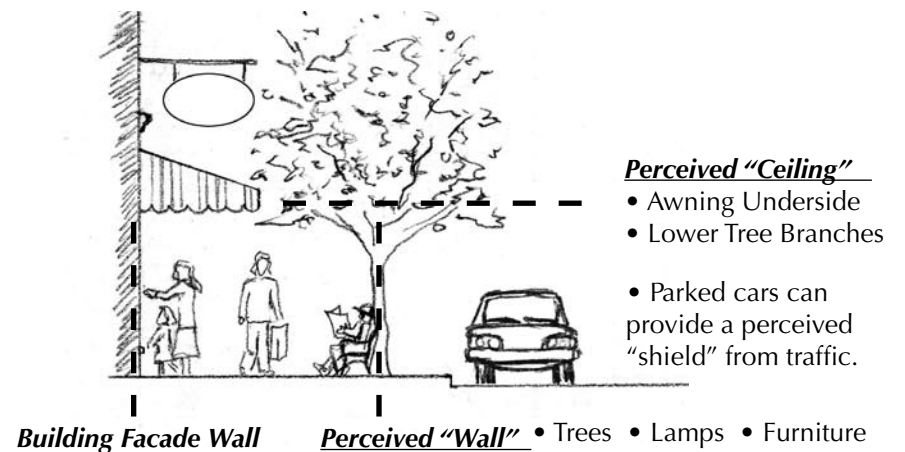 Perceived “Ceiling”
• Awning Underside
• Lower Tree Branches
• Parked cars can
provide a perceived
“shield” from traffic.
Building Facade Wall
Perceived “Wall” • Trees • Lamps • Furniture